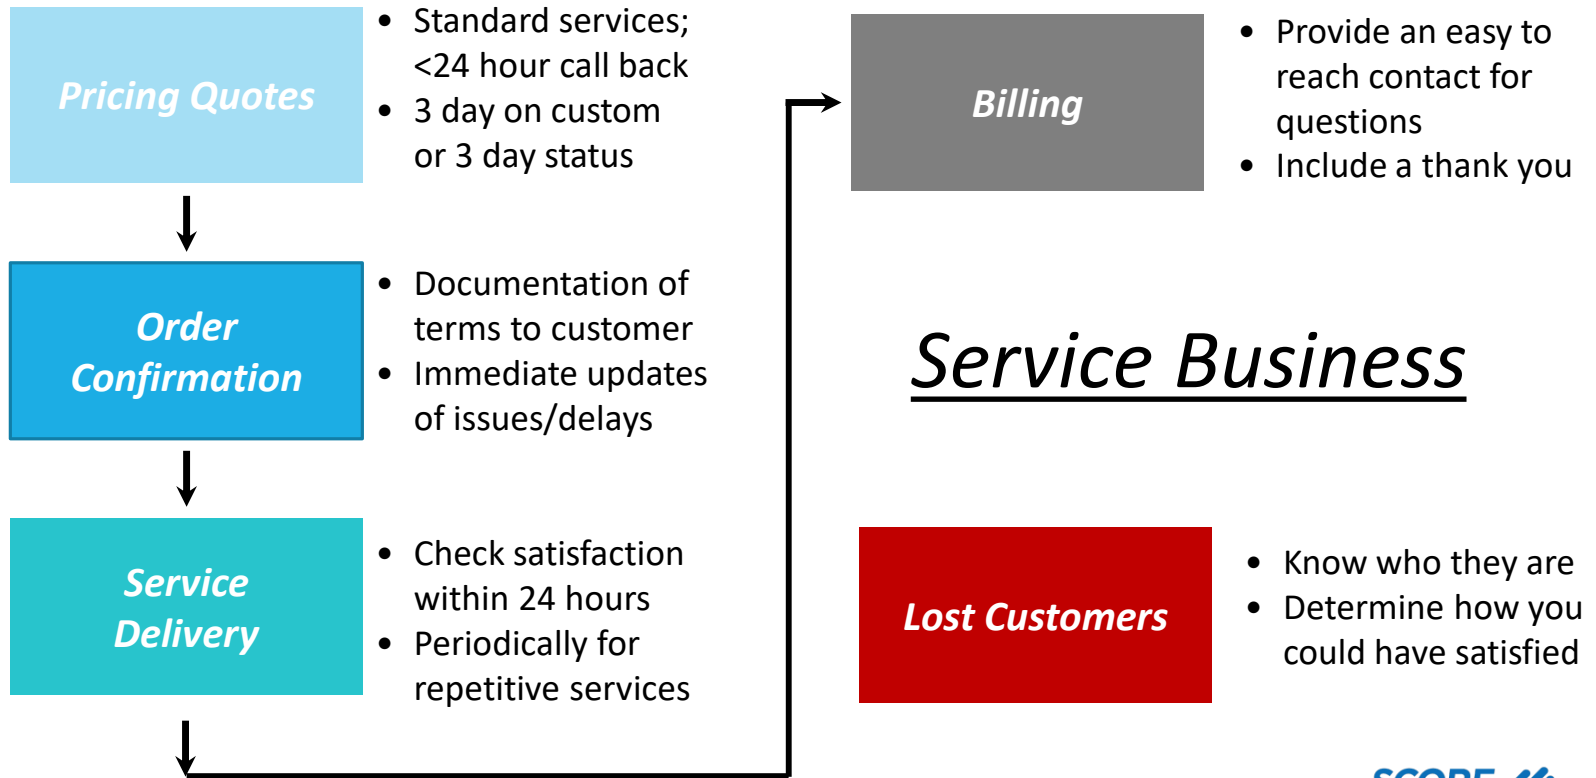 Pricing Quotes
• Standard services;
<24 hour call back
• 3 day on custom
or 3 day status
Order
Confirmation
• Documentation of
terms to customer
• Immediate updates
of issues/delays
Service
Delivery
• Check satisfaction
within 24 hours
• Periodically for
repetitive services
Billing
• Provide an easy to
reach contact for
questions
• Include a thank you
Service Business
Lost Customers
• Know who they are
• Determine how you
could have satisfied
SCORE